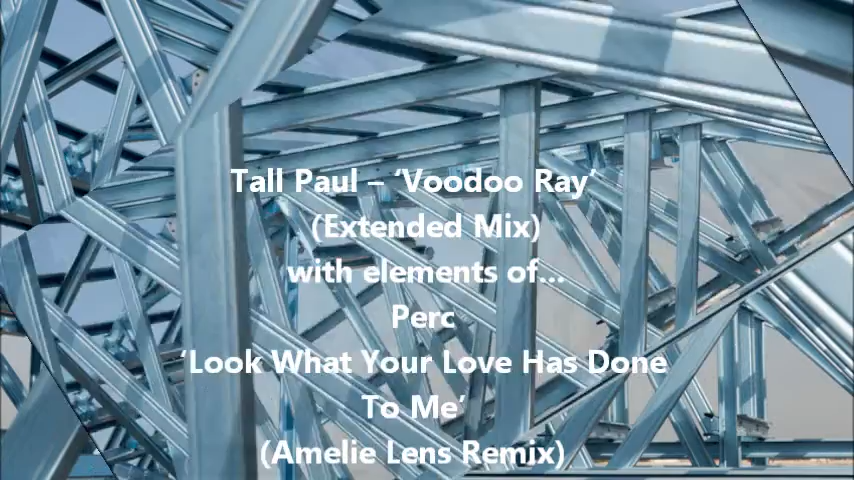 Tall Paul – ‘Voodoo Ray’
(Extended Mix)
with elements of...
Perc
‘Look What Your Love Has Done
To Me’
(Amelie Lens Remix)